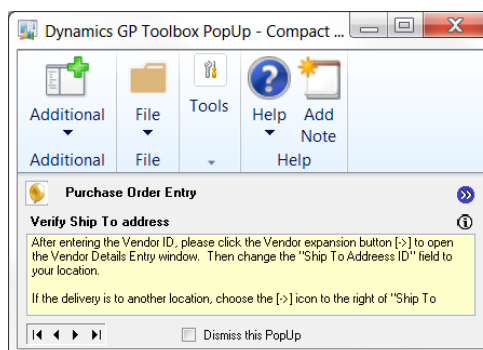 Dynamics GP Toolbox PopUp - Compact ...
Additional
File
Tools
Help
Add
Note
Additional
File
Help
Purchase Order Entry
Verify Ship To address
After entering the Vendor ID, please click the Vendor expansion button [->] to open
the Vendor Details Entry window. Then change the "Ship To Addreess ID" field to
your location.
If the delivery is to another location, choose the [->] icon to the right of "Ship To
Dismiss this PopUp